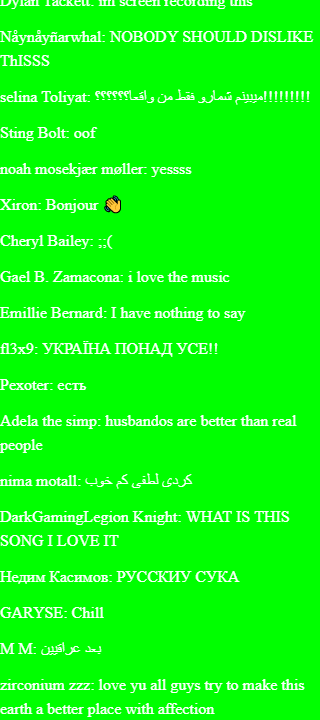 Dylan Tackett: im screen recording this
Nåynåyñarwhal: NOBODY SHOULD DISLIKE
ThISSS
selina Toliyat: میبینم شمارو فقط من واقعا؟؟؟؟؟؟!!!!!!!!!
Sting Bolt: oof
noah mosekjær møller: yessss
Xiron: Bonjour 👋
Cheryl Bailey: ;;(
Gael B. Zamacona: i love the music
Emillie Bernard: I have nothing to say
fl3x9: УКРАЇНА ПОНАД УСЕ!!
Pexoter: есть
Adela the simp: husbandos are better than real
people
nima motall: کردی لطفی کم خوب
DarkGamingLegion Knight: WHAT IS THIS
SONG I LOVE IT
Недим Касимов: РУССКИУ СУКА
GARYSE: Chill
M M: بعد عراقيين
zirconium zzz: love yu all guys try to make this
earth a better place with affection